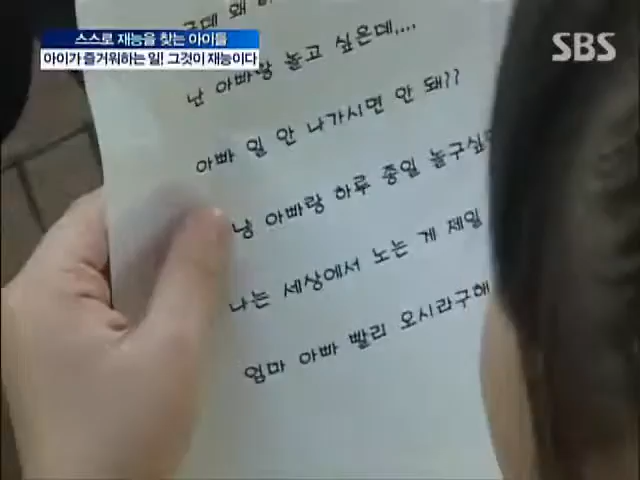 스스로 재능을 찾는 아이들
아이가 즐거워하는 일! 그것이 재능이다
SBS
난 아빠랑 놀고 싶은데....
아빠 일 안 나가시면 안 돼??
낭 아빠랑 하루 종일 놀구싶
나는 세상에서 노는 게 제일
엄마 아빠 빨리 오시라구해